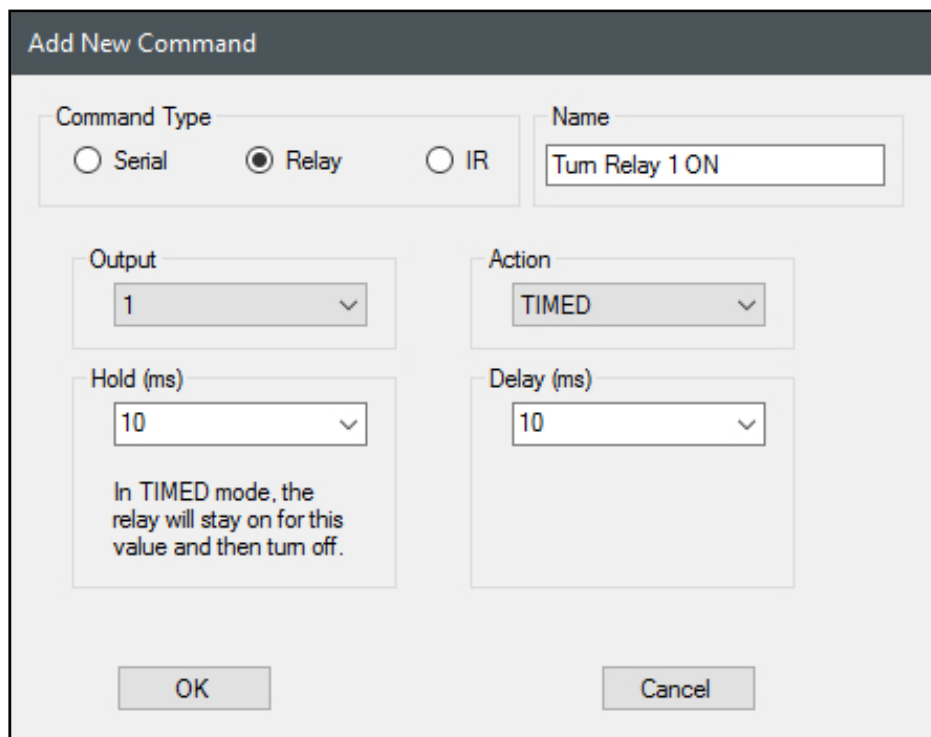 Add New Command
Command Type
Name
Serial
Relay
IR
Turn Relay 1 ON
Output
Action
1
TIMED
Hold (ms)
Delay (ms)
10
10
In TIMED mode, the
relay will stay on for this
value and then turn off.
OK
Cancel